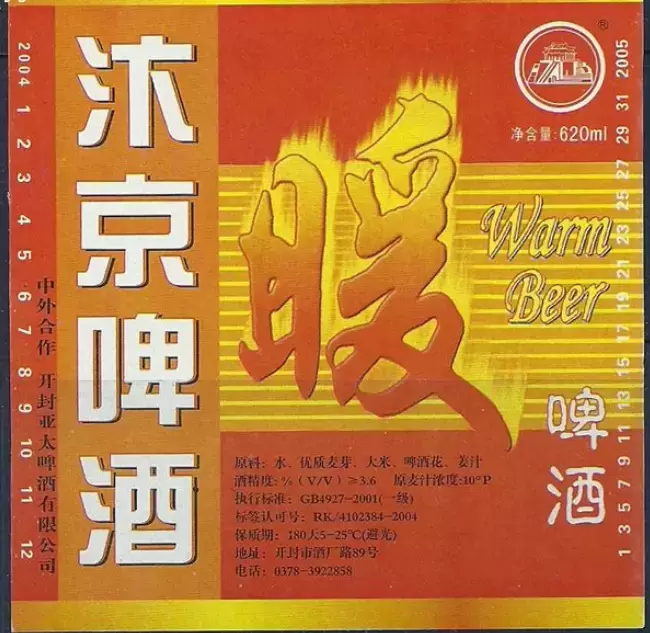 汴京啤酒
2004 1 2 3 4 5 6 7 8 9 10 11 12
中外合作 开封亚太啤酒有限公司
®
净含量:620ml
暖
Warm
Beer
啤酒
原料: 水、优质麦芽、大米、啤酒花、姜汁
酒精度: %(V/V)≥3.6 原麦汁浓度:10°P
执行标准: GB4927-2001(一级)
标签认可号: RK/4102384-2004
保质期: 180天5-25℃(避光)
地址: 开封市酒厂路89号
电话: 0378-3922858
1 3 5 7 9 11 13 15 17 19 21 23 25 27 29 31 2005